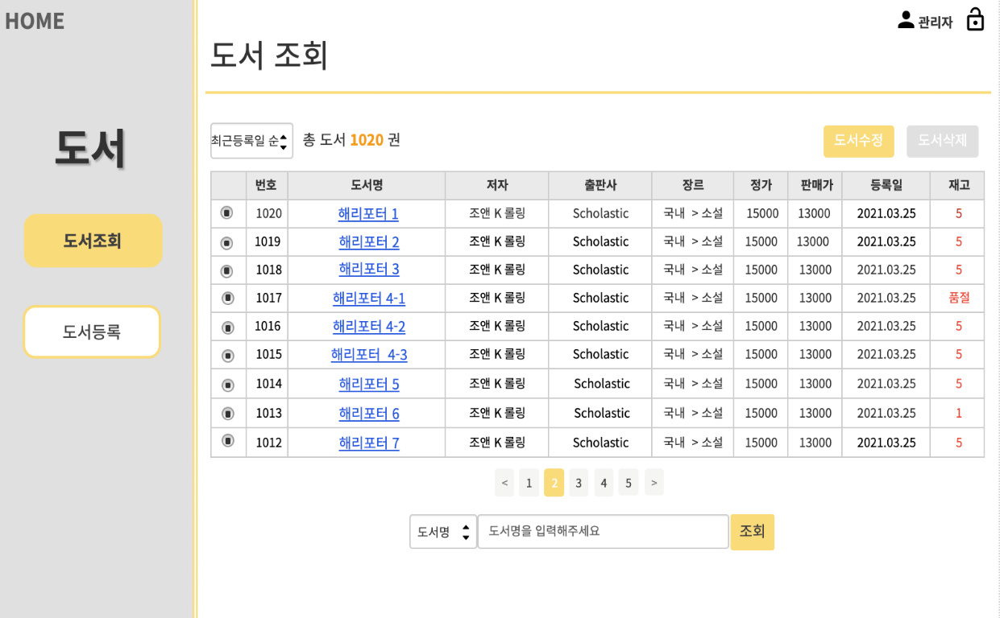 HOME
관리자
도서 조회
도서
도서조회
도서등록
최근등록일 순 총 도서 1020 권 도서수정 도서삭제
번호 도서명 저자 출판사 장르 정가 판매가 등록일 재고
1020 해리포터 1 조앤 K 롤링 Scholastic 국내 > 소설 15000 13000 2021.03.25 5
1019 해리포터 2 조앤 K 롤링 Scholastic 국내 > 소설 15000 13000 2021.03.25 5
1018 해리포터 3 조앤 K 롤링 Scholastic 국내 > 소설 15000 13000 2021.03.25 5
1017 해리포터 4-1 조앤 K 롤링 Scholastic 국내 > 소설 15000 13000 2021.03.25 품절
1016 해리포터 4-2 조앤 K 롤링 Scholastic 국내 > 소설 15000 13000 2021.03.25 5
1015 해리포터 4-3 조앤 K 롤링 Scholastic 국내 > 소설 15000 13000 2021.03.25 5
1014 해리포터 5 조앤 K 롤링 Scholastic 국내 > 소설 15000 13000 2021.03.25 5
1013 해리포터 6 조앤 K 롤링 Scholastic 국내 > 소설 15000 13000 2021.03.25 1
1012 해리포터 7 조앤 K 롤링 Scholastic 국내 > 소설 15000 13000 2021.03.25 5
< 1 2 3 4 5 >
도서명 도서명을 입력해주세요 조회